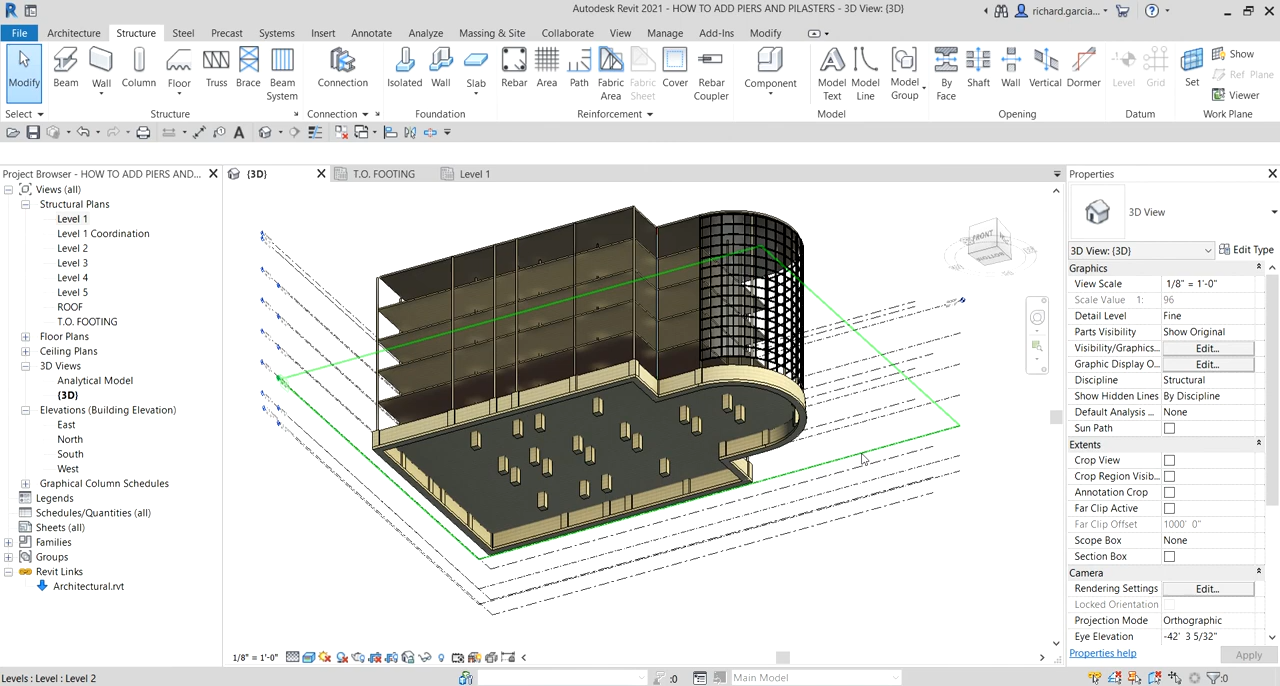 Autodesk Revit 2021 - HOW TO ADD PIERS AND PILASTERS - 3D View: {3D}
richard.garcia...
File Architecture Structure Steel Precast Systems Insert Annotate Analyze Massing & Site Collaborate View Manage Add-Ins Modify
Modify Beam Wall Column Floor Truss Brace Beam System Connection Isolated Wall Slab Rebar Area Path Fabric Area Fabric Sheet Cover Rebar Coupler Component Model Text Model Line Model Group By Face Shaft Wall Vertical Dormer Level Grid Set Show Ref Plane Viewer
Select Structure Connection Foundation Reinforcement Model Opening Datum Work Plane
Project Browser - HOW TO ADD PIERS AND...
{3D} T.O. FOOTING Level 1
Views (all)
Structural Plans
Level 1
Level 1 Coordination
Level 2
Level 3
Level 4
Level 5
ROOF
T.O. FOOTING
Floor Plans
Ceiling Plans
3D Views
Analytical Model
{3D}
Elevations (Building Elevation)
East
North
South
West
Graphical Column Schedules
Legends
Schedules/Quantities (all)
Sheets (all)
Families
Groups
Revit Links
Architectural.rvt
FRONT
BOTTOM
Properties
3D View
3D View: {3D} Edit Type
Graphics
View Scale 1/8" = 1'-0"
Scale Value 1: 96
Detail Level Fine
Parts Visibility Show Original
Visibility/Graphics... Edit...
Graphic Display O... Edit...
Discipline Structural
Show Hidden Lines By Discipline
Default Analysis ... None
Sun Path
Extents
Crop View
Crop Region Visib...
Annotation Crop
Far Clip Active
Far Clip Offset 1000' 0"
Scope Box None
Section Box
Camera
Rendering Settings Edit...
Locked Orientation
Projection Mode Orthographic
Eye Elevation -42' 3 5/32"
Properties help Apply
1/8" = 1'-0"
Levels : Level : Level 2 :0 Main Model :0